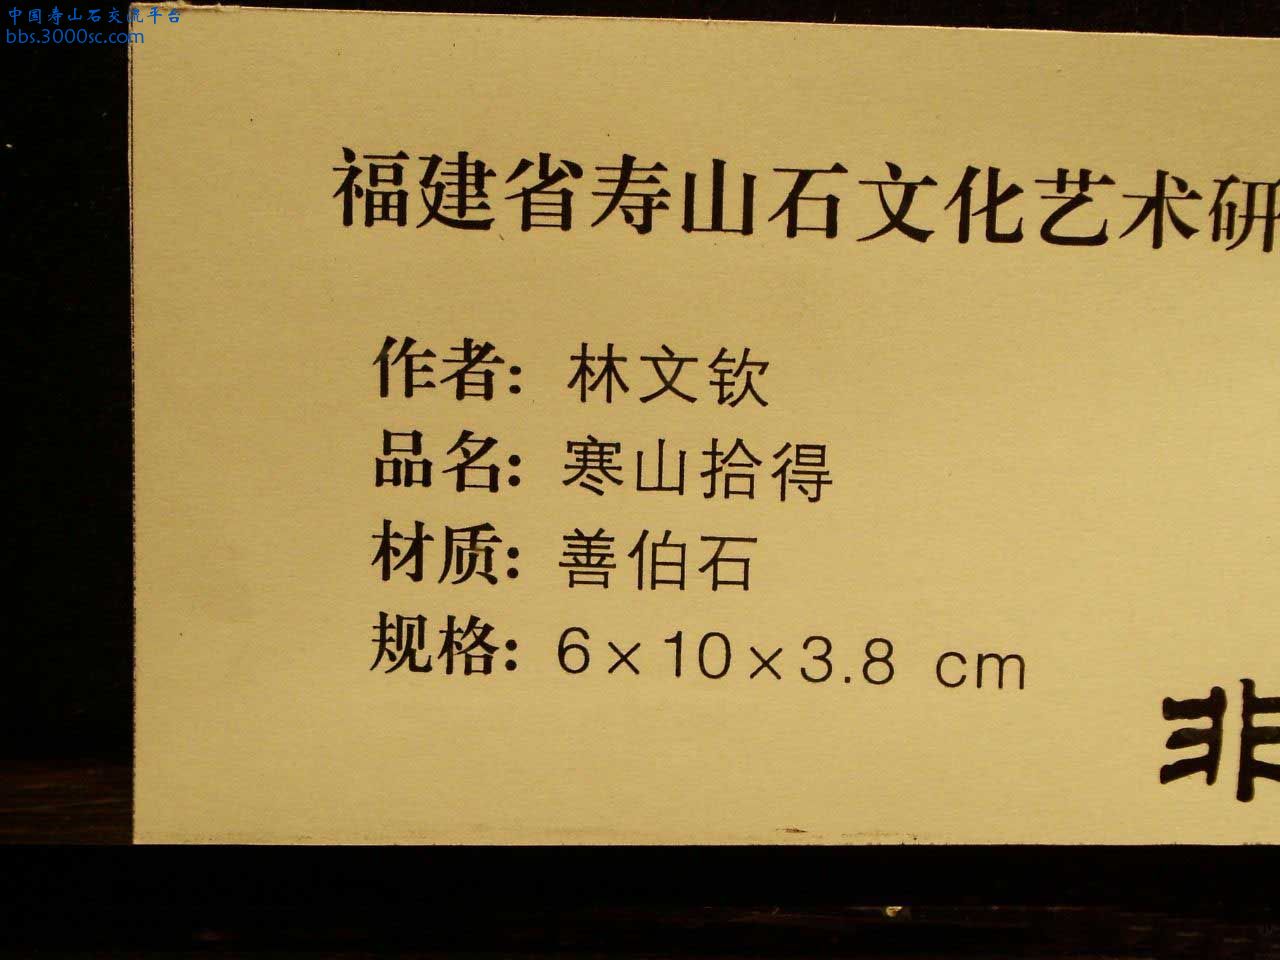 中国寿山石交流平台
bbs.3000sc.com
福建省寿山石文化艺术研
作者: 林文钦
品名: 寒山拾得
材质: 善伯石
规格: 6×10×3.8 cm
非